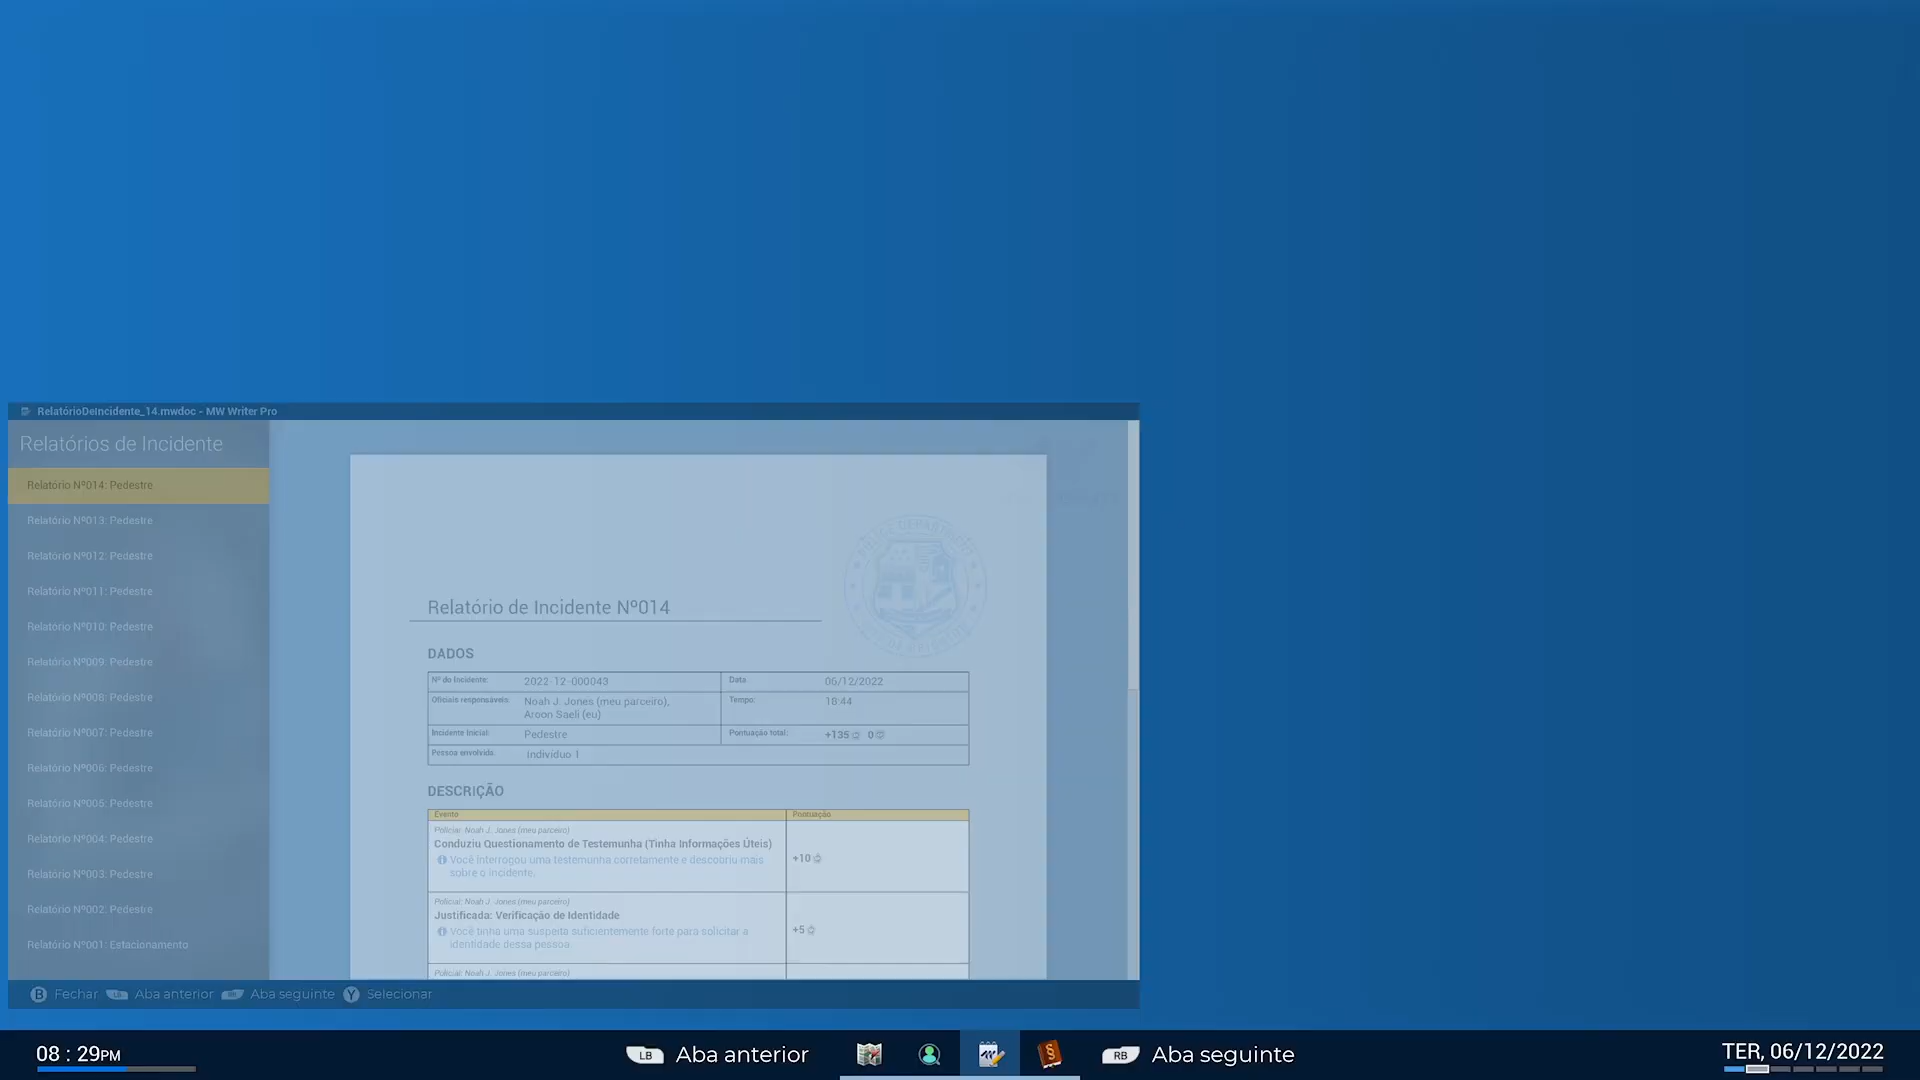 RelatórioDeIncidente_14.mwdoc - MW Writer Pro
Relatórios de Incidente
Relatório Nº014: Pedestre
Relatório Nº013: Pedestre
Relatório Nº012: Pedestre
Relatório Nº011: Pedestre
Relatório Nº010: Pedestre
Relatório Nº009: Pedestre
Relatório Nº008: Pedestre
Relatório Nº007: Pedestre
Relatório Nº006: Pedestre
Relatório Nº005: Pedestre
Relatório Nº004: Pedestre
Relatório Nº003: Pedestre
Relatório Nº002: Pedestre
Relatório Nº001: Estacionamento
Relatório de Incidente Nº014
DADOS
Nº do Incidente: 2022-12-000043 Data 06/12/2022
Oficiais responsáveis: Noah J. Jones (meu parceiro), Tempo:
Aroon Saeli (eu)
Incidente Inicial: Pedestre Pontuação total: +135 0
Pessoa envolvida Indivíduo 1
DESCRIÇÃO
Evento Pontuação
Policial: Noah J. Jones (meu parceiro)
Conduziu Questionamento de Testemunha (Tinha Informações Úteis)
Você interrogou uma testemunha corretamente e descobriu mais
sobre o incidente.
+10
Policial: Noah J. Jones (meu parceiro)
Justificada: Verificação de Identidade
Você tinha uma suspeita suficientemente forte para solicitar a
identidade dessa pessoa
+5
Policial: Noah J. Jones (meu parceiro)
B Fechar LB Aba anterior RB Aba seguinte Y Selecionar
08 : 29PM
LB Aba anterior
RB Aba seguinte
TER, 06/12/2022